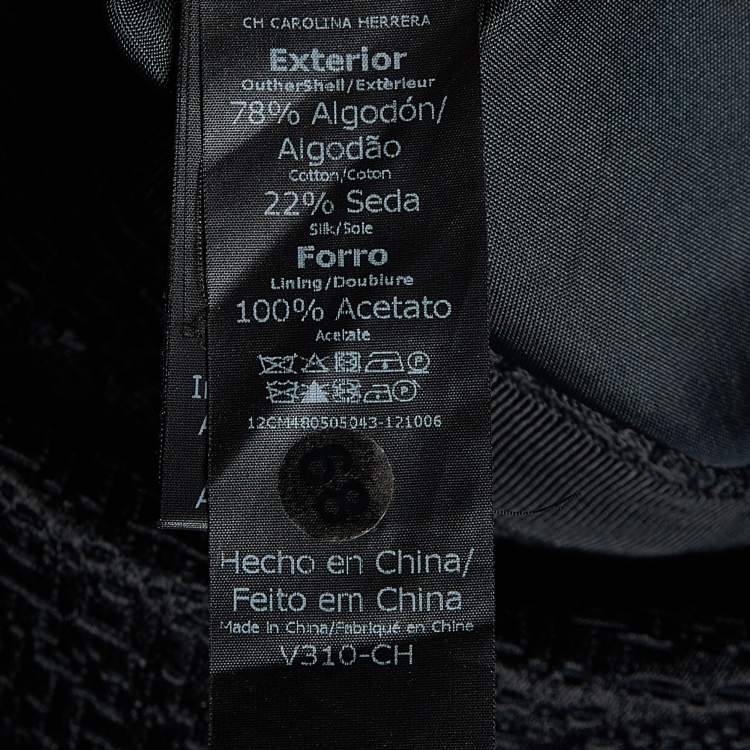 CH CAROLINA HERRERA
Exterior
OutherShell/Extèrieur
78% Algodón/
Algodão
Cotton/Coton
22% Seda
Silk/Soie
Forro
Lining/Doublure
100% Acetato
Acetate
12CM480505043-121006
Hecho en China/
Feito em China
Made in China/Fabriqué en Chine
V310-CH